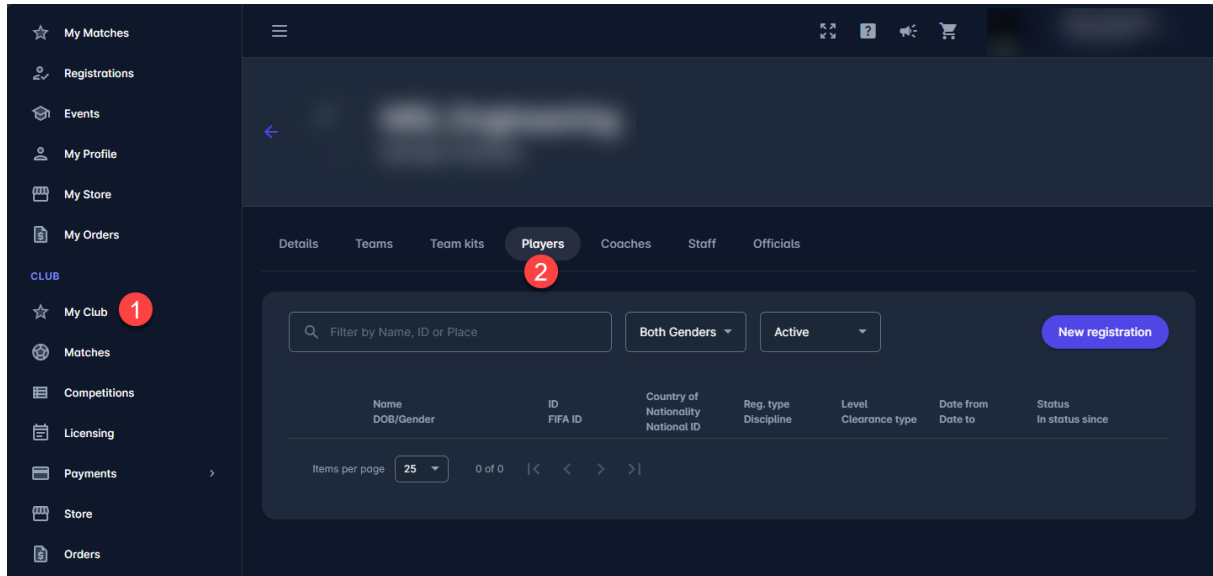 My Matches
Registrations
Events
My Profile
My Store
My Orders
CLUB
My Club 1
Matches
Competitions
Licensing
Payments
Store
Orders
Details Teams Team kits Players Coaches Staff Officials
2
Filter by Name, ID or Place Both Genders Active New registration
Name ID Country of Nationality Reg. type Level Date from Status
DOB/Gender FIFA ID National ID Discipline Clearance type Date to In status since
Items per page 25 0 of 0